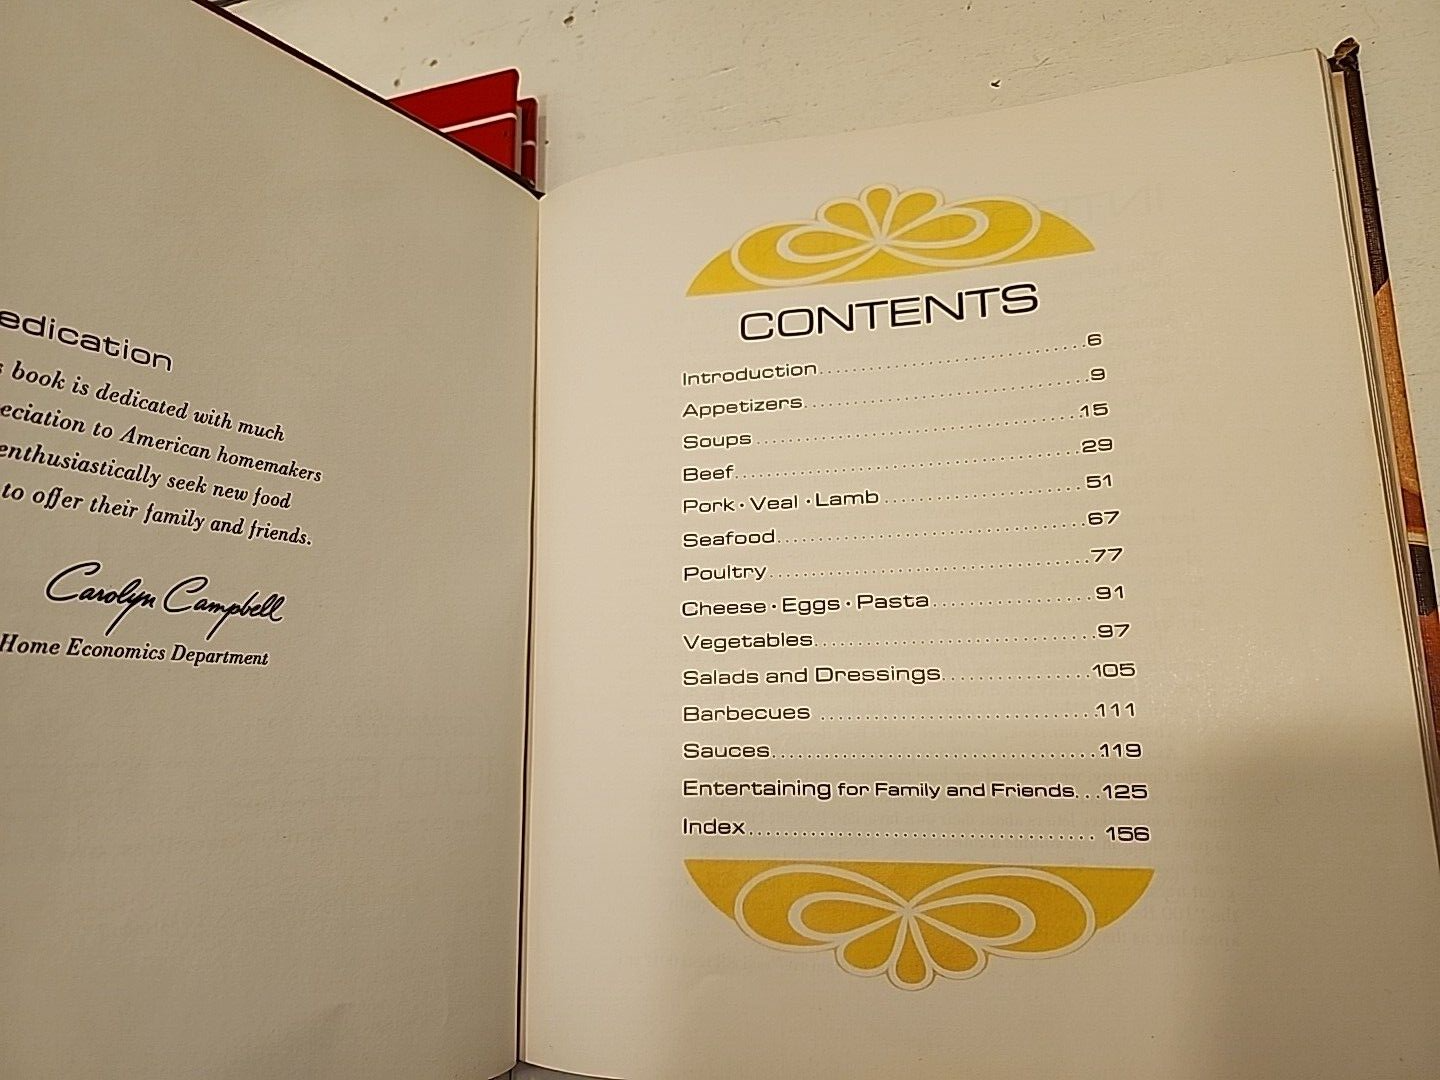 edication
book is dedicated with much
eciation to American homemakers
enthusiastically seek new food
to offer their family and friends.
Carolyn Campbell
Home Economics Department
CONTENTS
Introduction..............................6
Appetizers..............................9
Soups..............................15
Beef..............................29
Pork • Veal • Lamb..............................51
Seafood..............................67
Poultry..............................77
Cheese • Eggs • Pasta..............................91
Vegetables..............................97
Salads and Dressings..............................105
Barbecues..............................111
Sauces..............................119
Entertaining for Family and Friends...125
Index..............................156